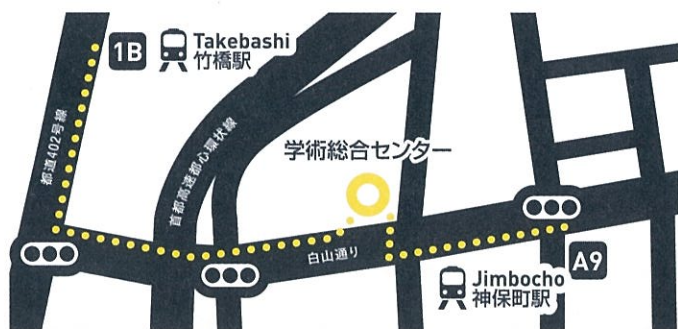 1B
Takebashi
竹橋駅
都道402号線
首都高速都心環状線
学術総合センター
白山通り
Jimbocho
神保町駅
A9